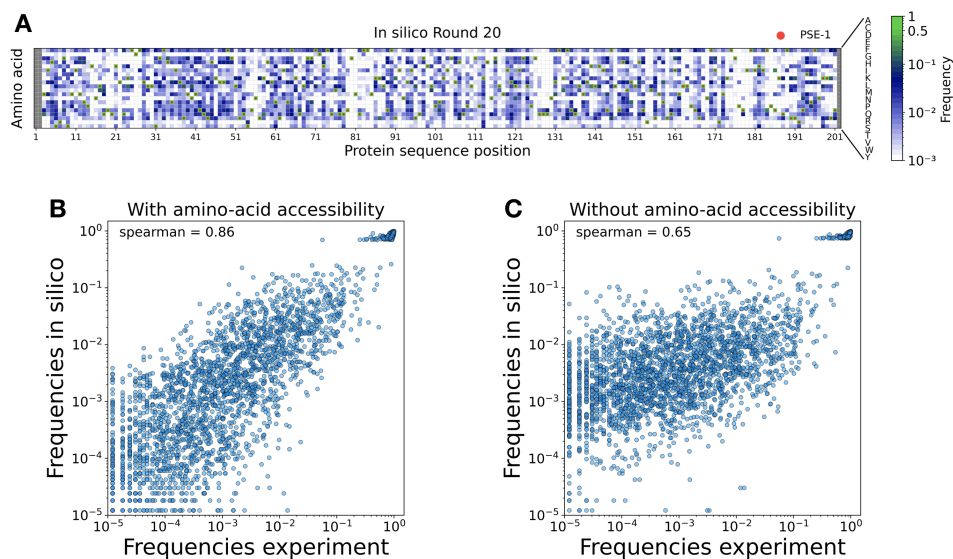 A
In silico Round 20
PSE-1
Amino acid
1 11 21 31 41 51 61 71 81 91 101 111 121 131 141 151 161 171 181 191 201
Protein sequence position
A
C
D
E
F
G
I
K
L
M
N
P
Q
R
S
T
V
W
Y
1
0.5
10⁻¹
10⁻²
10⁻³
Frequency
B
With amino-acid accessibility
spearman = 0.86
10⁰
10⁻¹
10⁻²
10⁻³
10⁻⁴
10⁻⁵
Frequencies in silico
10⁻⁵ 10⁻⁴ 10⁻³ 10⁻² 10⁻¹ 10⁰
Frequencies experiment
C
Without amino-acid accessibility
spearman = 0.65
10⁰
10⁻¹
10⁻²
10⁻³
10⁻⁴
10⁻⁵
Frequencies in silico
10⁻⁵ 10⁻⁴ 10⁻³ 10⁻² 10⁻¹ 10⁰
Frequencies experiment